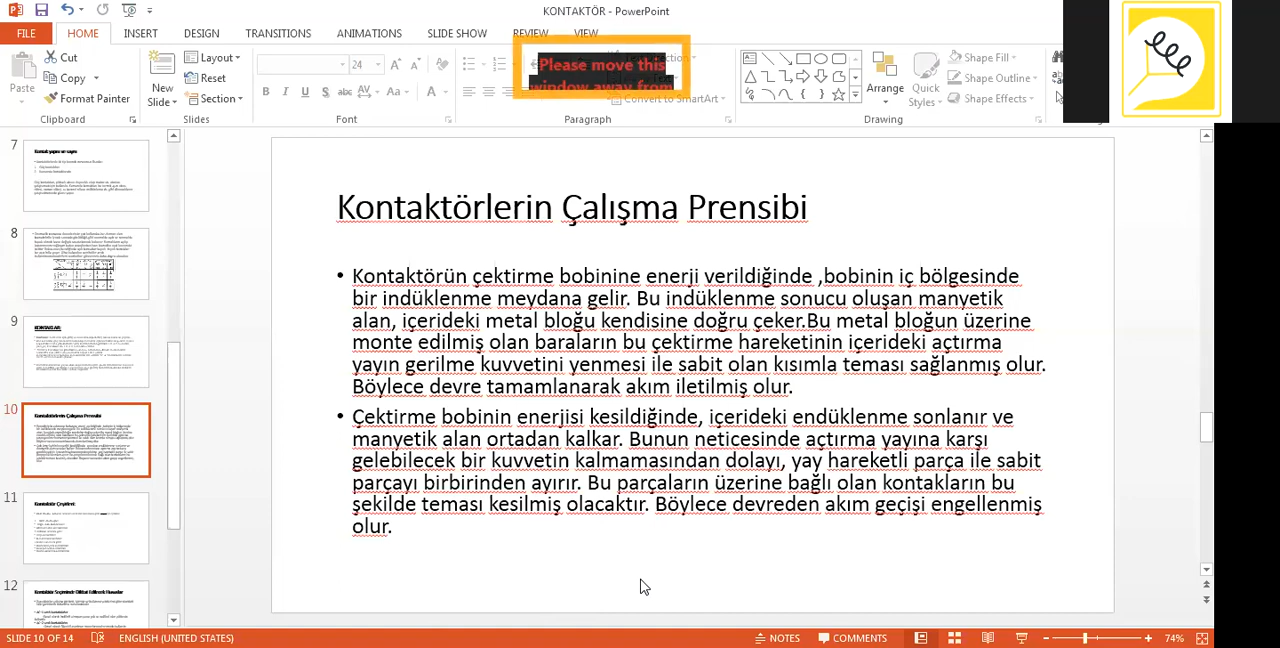 KONTAKTÖR - PowerPoint
FILE HOME INSERT DESIGN TRANSITIONS ANIMATIONS SLIDE SHOW REVIEW VIEW
Please move this
window away from
Paste
Cut
Copy
Format Painter
Clipboard
New
Slide
Layout
Reset
Section
Slides
24
Font
Convert to SmartArt
Paragraph
Arrange
Quick
Styles
Shape Fill
Shape Outline
Shape Effects
Drawing
7
8
9
KONTAKLAR:
10
Kontaktörlerin Çalışma Prensibi
11
Kontaktör Çeşitleri:
12
Kontaktörlerin Çalışma Prensibi
• Kontaktörün çektirme bobinine enerji verildiğinde ,bobinin iç bölgesinde
bir indüklenme meydana gelir. Bu indüklenme sonucu oluşan manyetik
alan, içerideki metal bloğu kendisine doğru çeker.Bu metal bloğun üzerine
monte edilmiş olan baraların bu çektirme hareketinin içerideki açtırma
yayın gerilme kuvvetini yenmesi ile sabit olan kısımla teması sağlanmış olur.
Böylece devre tamamlanarak akım iletilmiş olur.
• Çektirme bobinin enerjisi kesildiğinde, içerideki endüklenme sonlanır ve
manyetik alan ortadan kalkar. Bunun neticesinde açtırma yayına karşı
gelebilecek bir kuvvetin kalmamasından dolayı, yay hareketli parça ile sabit
parçayı birbirinden ayırır. Bu parçaların üzerine bağlı olan kontakların bu
şekilde teması kesilmiş olacaktır. Böylece devreden akım geçişi engellenmiş
olur.
SLIDE 10 OF 14 ENGLISH (UNITED STATES) NOTES COMMENTS 74%